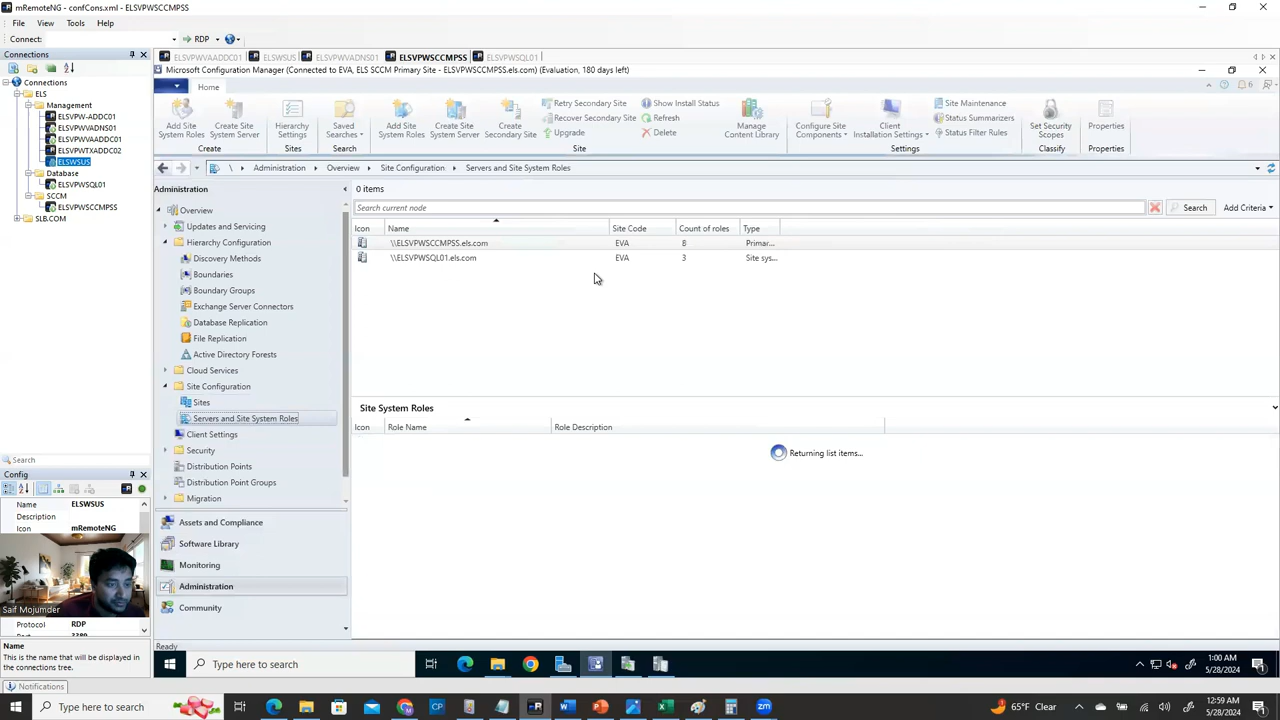 mRemoteNG - confCons.xml - ELSVPWSCCMPSS
File View Tools Help
Connect: RDP
Connections
Connections
ELS
Management
ELSVPW-ADDC01
ELSVPWVADNS01
ELSVPWVAADDC01
ELSVPWTXADDC02
ELSWSUS
Database
ELSVPWSQL01
SCCM
ELSVPWSCCMPSS
SLB.COM
Search
Config
Name ELSWSUS
Description
Icon mRemoteNG
Saif Mojumder
Protocol RDP
Name
This is the name that will be displayed in the connections tree.
Notifications
ELSVPWVAADDC01 ELSWSUS ELSVPWVADNS01 ELSVPWSCCMPSS ELSVPWSQL01
Microsoft Configuration Manager (Connected to EVA, ELS SCCM Primary Site - ELSVPWSCCMPSS.els.com) (Evaluation, 180 days left)
Home
Add Site System Roles
Create Site System Server
Create
Hierarchy Settings
Sites
Saved Searches
Search
Add Site System Roles
Create Site System Server
Create Secondary Site
Retry Secondary Site
Recover Secondary Site
Upgrade
Show Install Status
Refresh
Delete
Site
Manage Content Library
Configure Site Components
Client Installation Settings
Site Maintenance
Status Summarizers
Status Filter Rules
Settings
Set Security Scopes
Classify
Properties
Properties
\ Administration Overview Site Configuration Servers and Site System Roles
Administration
Overview
Updates and Servicing
Hierarchy Configuration
Discovery Methods
Boundaries
Boundary Groups
Exchange Server Connectors
Database Replication
File Replication
Active Directory Forests
Cloud Services
Site Configuration
Sites
Servers and Site System Roles
Client Settings
Security
Distribution Points
Distribution Point Groups
Migration
Assets and Compliance
Software Library
Monitoring
Administration
Community
0 items
Search current node Search Add Criteria
Icon Name Site Code Count of roles Type
\\ELSVPWSCCMPSS.els.com EVA 8 Primar...
\\ELSVPWSQL01.els.com EVA 3 Site sys...
Site System Roles
Icon Role Name Role Description
Returning list items...
Ready
Type here to search 1:00 AM
5/28/2024
Type here to search 65°F Clear 12:59 AM
5/28/2024